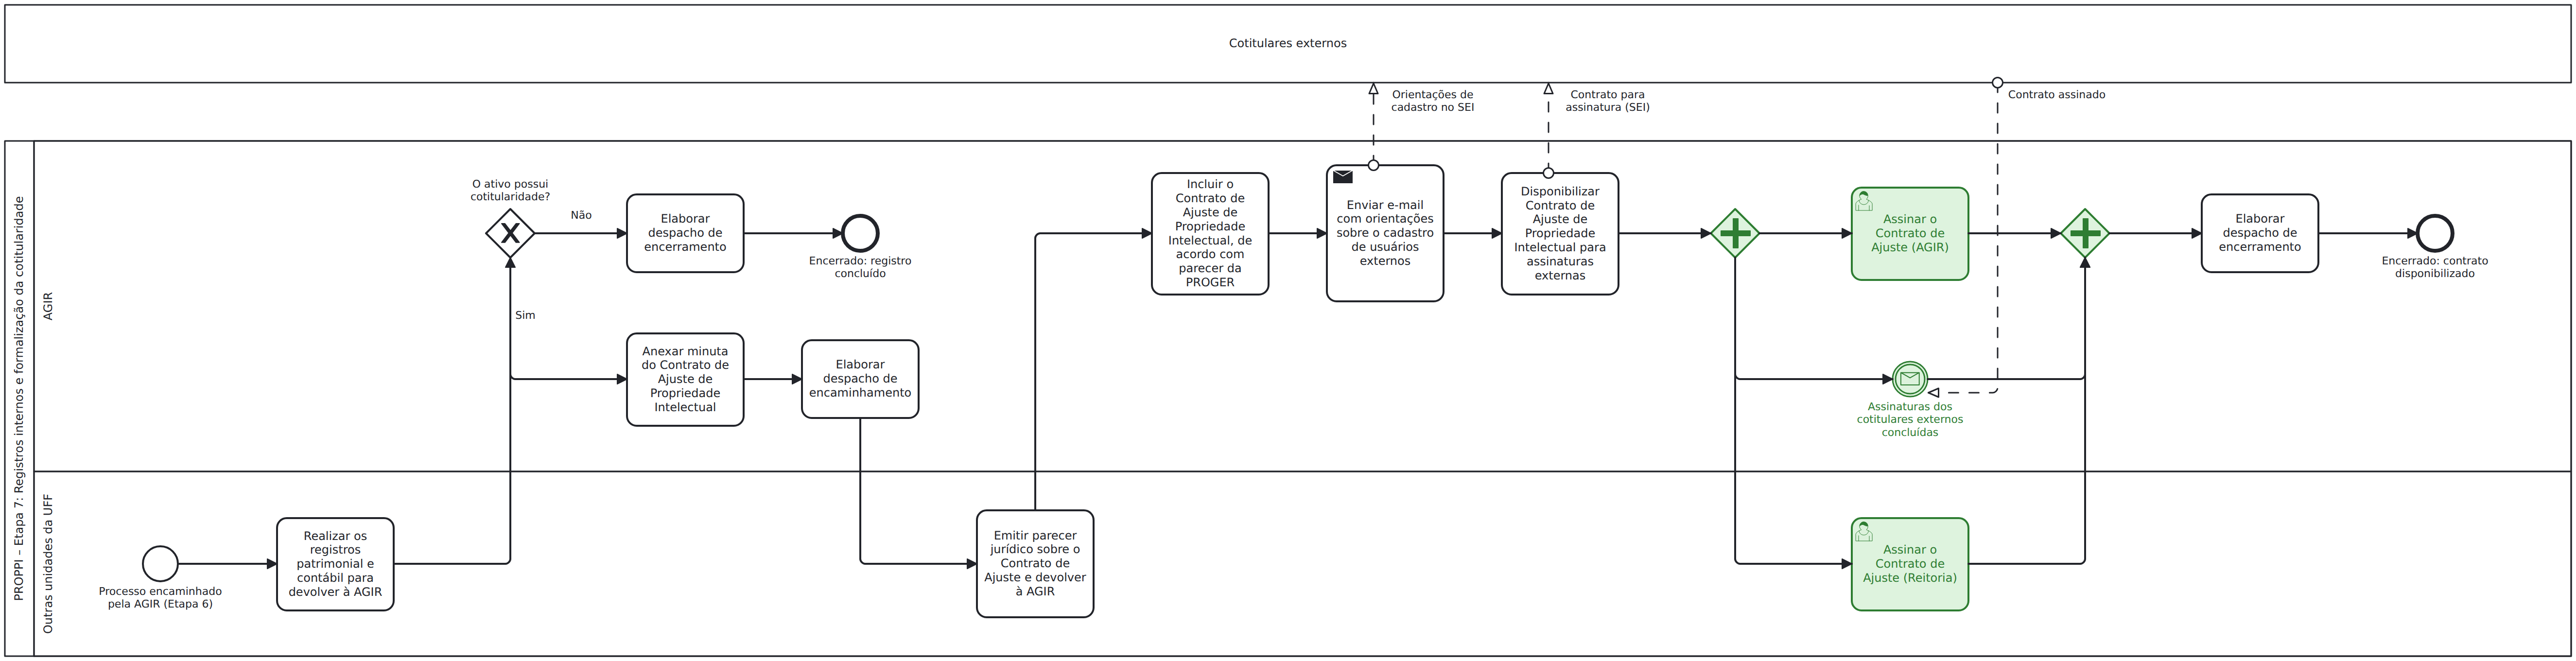 Cotitulares externos
Orientações de
cadastro no SEI
Contrato para
assinatura (SEI)
Contrato assinado
PROPPI – Etapa 7: Registros internos e formalização da cotitularidade
AGIR
O ativo possui
cotitularidade?
Não
Sim
Elaborar
despacho de
encerramento
Encerrado: registro
concluído
Anexar minuta
do Contrato de
Ajuste de
Propriedade
Intelectual
Elaborar
despacho de
encaminhamento
Incluir o
Contrato de
Ajuste de
Propriedade
Intelectual, de
acordo com
parecer da
PROGER
Enviar e-mail
com orientações
sobre o cadastro
de usuários
externos
Disponibilizar
Contrato de
Ajuste de
Propriedade
Intelectual para
assinaturas
externas
Assinar o
Contrato de
Ajuste (AGIR)
Assinaturas dos
cotitulares externos
concluídas
Elaborar
despacho de
encerramento
Encerrado: contrato
disponibilizado
Outras unidades da UFF
Processo encaminhado
pela AGIR (Etapa 6)
Realizar os
registros
patrimonial e
contábil para
devolver à AGIR
Emitir parecer
jurídico sobre o
Contrato de
Ajuste e devolver
à AGIR
Assinar o
Contrato de
Ajuste (Reitoria)